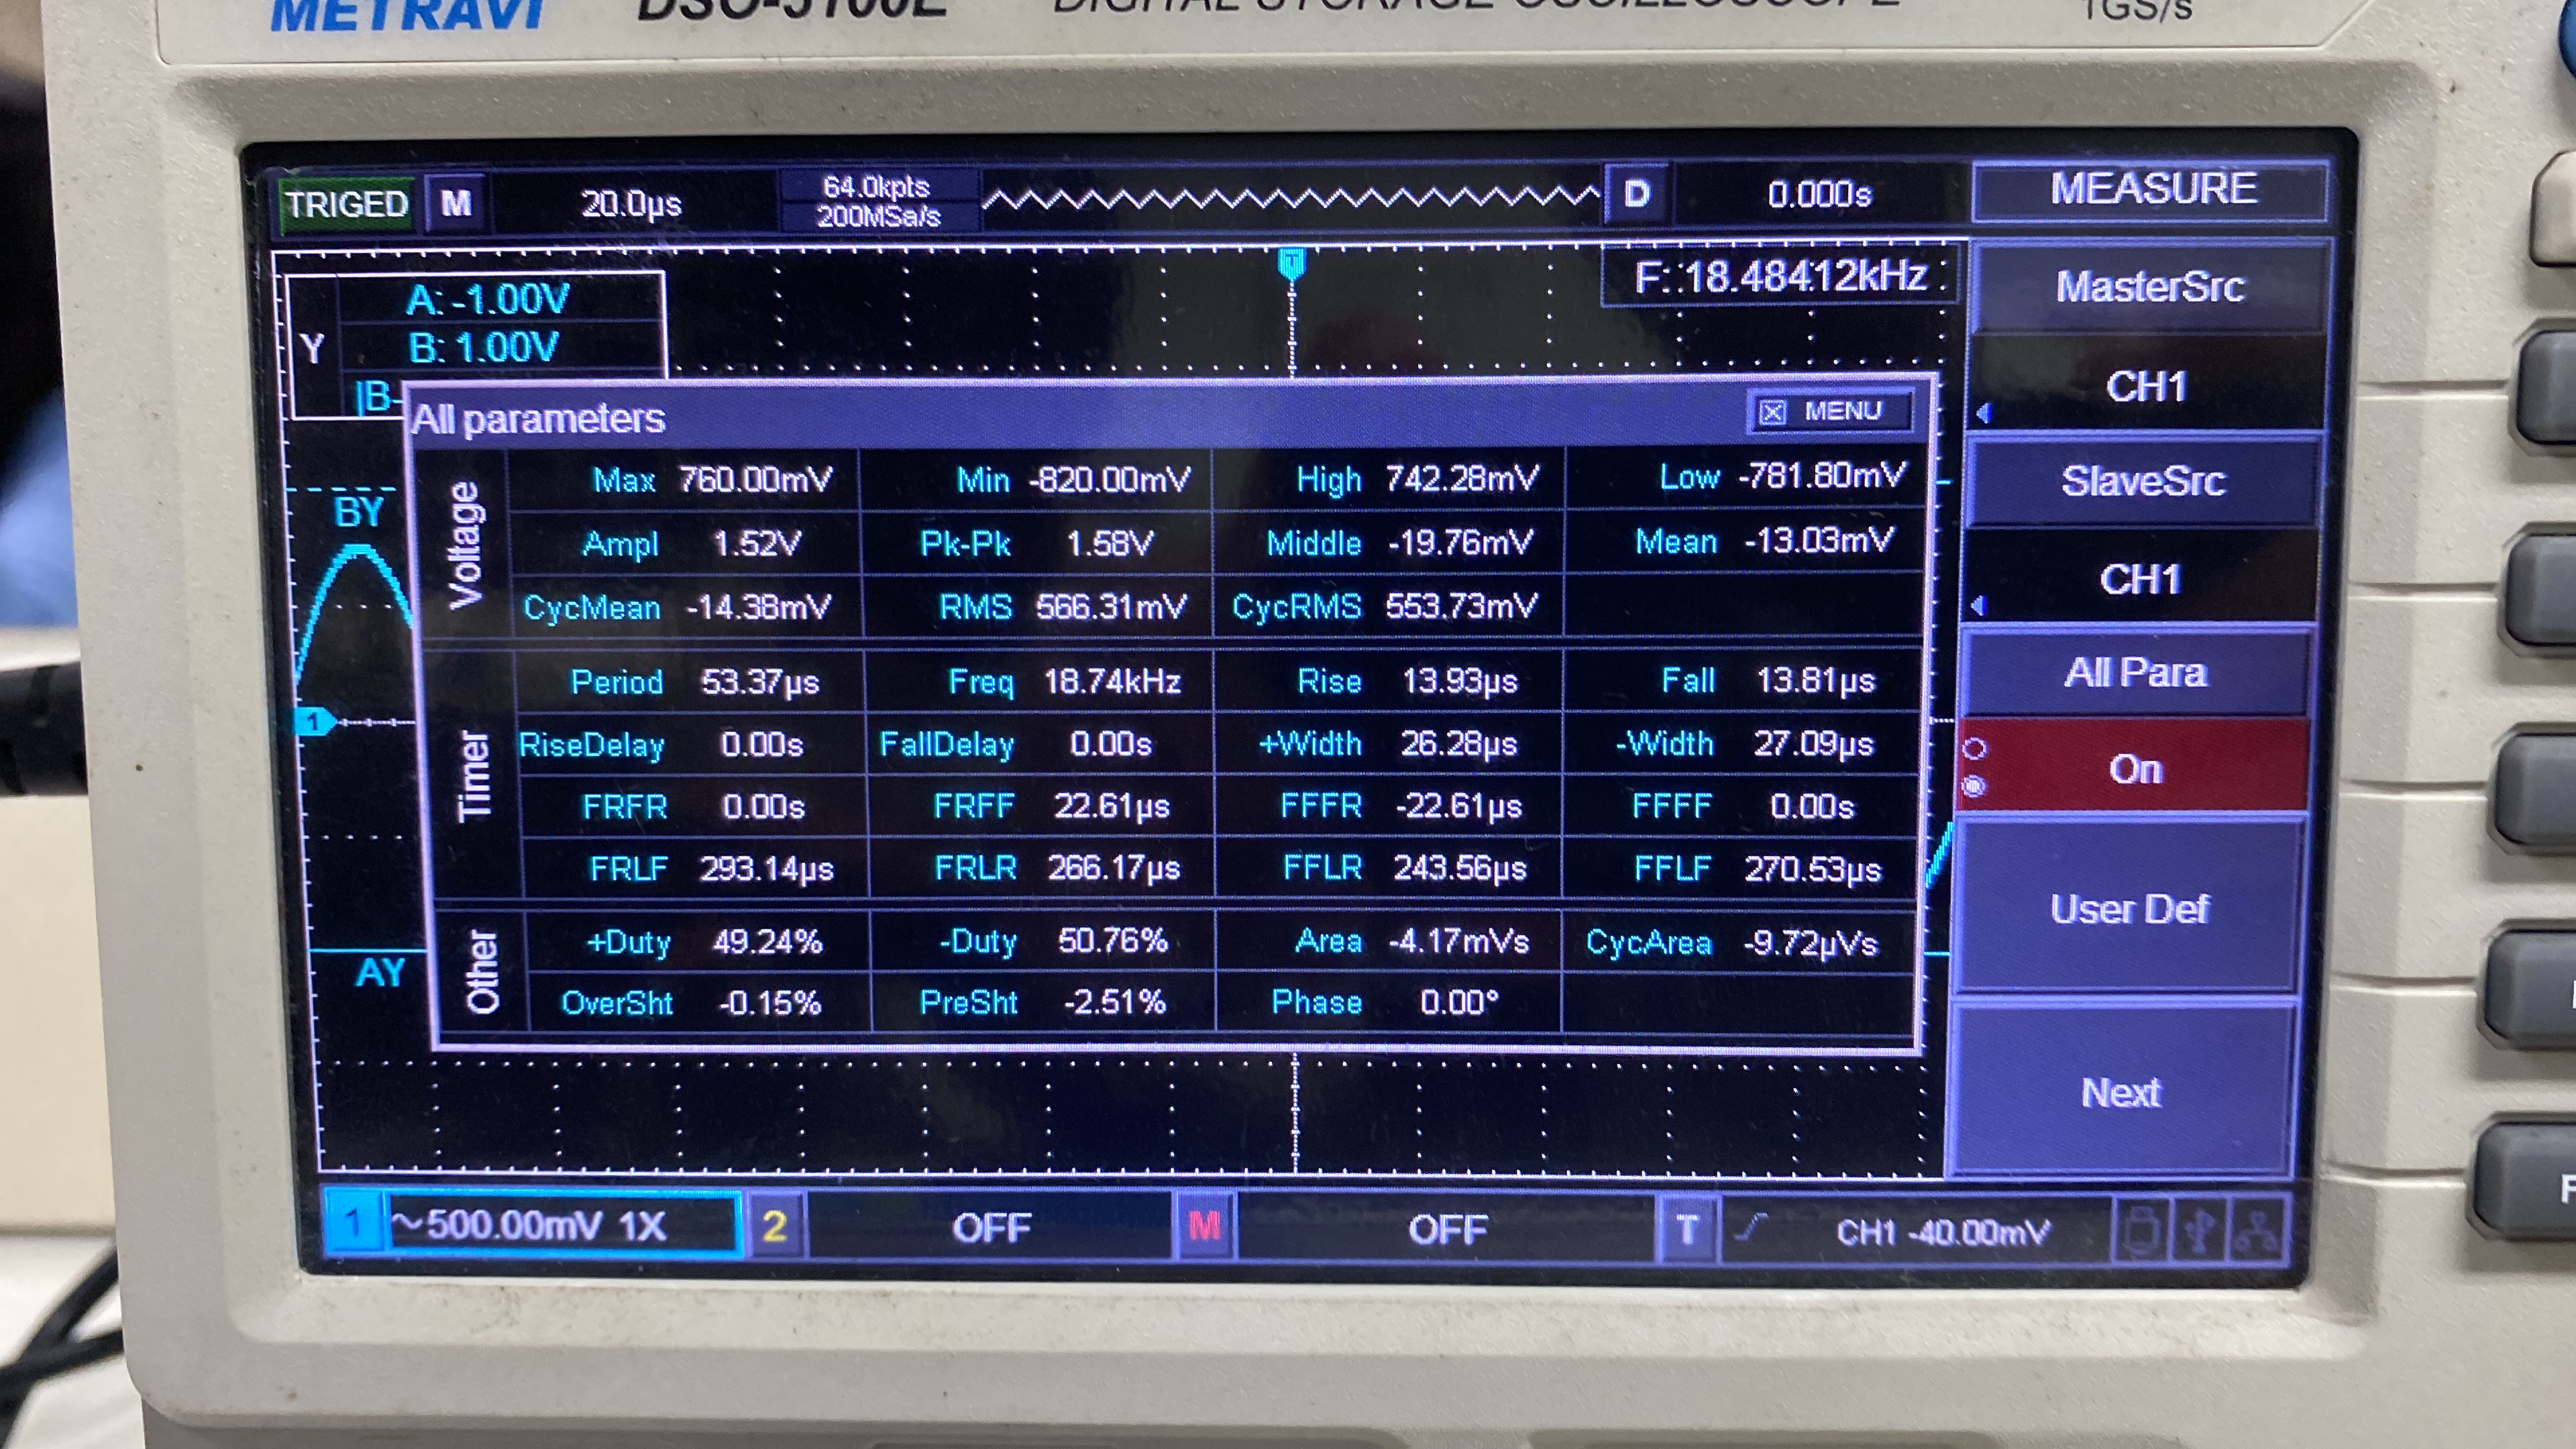 METRAVI DSO-5100E DIGITAL STORAGE OSCILLOSCOPE 1GS/s
TRIGED M 20.0µs 64.0kpts D 0.000s MEASURE
200MSa/s
F: 18.48412kHz
MasterSrc
Y A: -1.00V
B: 1.00V
|B-
CH1
All parameters MENU
Voltage
Max 760.00mV Min -820.00mV High 742.28mV Low -781.80mV
Ampl 1.52V Pk-Pk 1.58V Middle -19.76mV Mean -13.03mV
CycMean -14.38mV RMS 566.31mV CycRMS 553.73mV
Timer
Period 53.37µs Freq 18.74kHz Rise 13.93µs Fall 13.81µs
RiseDelay 0.00s FallDelay 0.00s +Width 26.28µs -Width 27.09µs
FRFR 0.00s FRFF 22.61µs FFFR -22.61µs FFFF 0.00s
FRLF 293.14µs FRLR 266.17µs FFLR 243.56µs FFLF 270.53µs
Other
+Duty 49.24% -Duty 50.76% Area -4.17mVs CycArea -9.72µVs
OverSht -0.15% PreSht -2.51% Phase 0.00°
BY
1
AY
SlaveSrc
CH1
All Para
On
User Def
Next
T
1 ~500.00mV 1X 2 OFF M OFF T CH1 -40.00mV
F